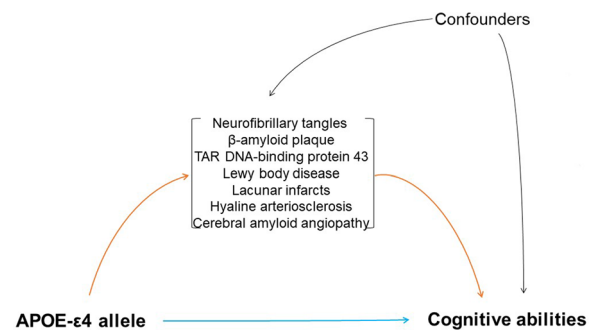 Confounders
Neurofibrillary tangles
β-amyloid plaque
TAR DNA-binding protein 43
Lewy body disease
Lacunar infarcts
Hyaline arteriosclerosis
Cerebral amyloid angiopathy
APOE-ε4 allele
Cognitive abilities